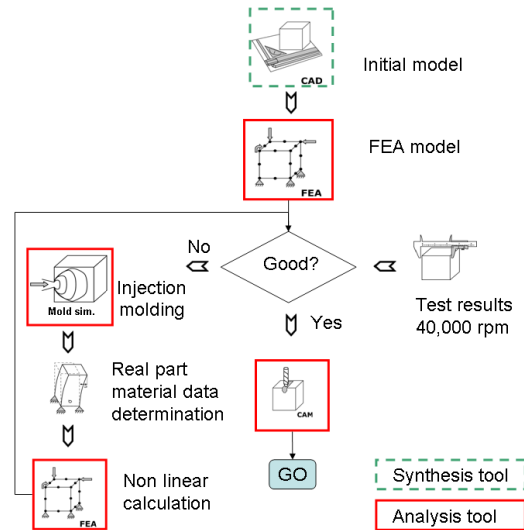 CAD
Initial model
FEA model
FEA
No
Good?
Injection
molding
Mold sim.
Test results
40,000 rpm
Yes
Real part
material data
determination
CAM
Non linear
calculation
FEA
GO
Synthesis tool
Analysis tool